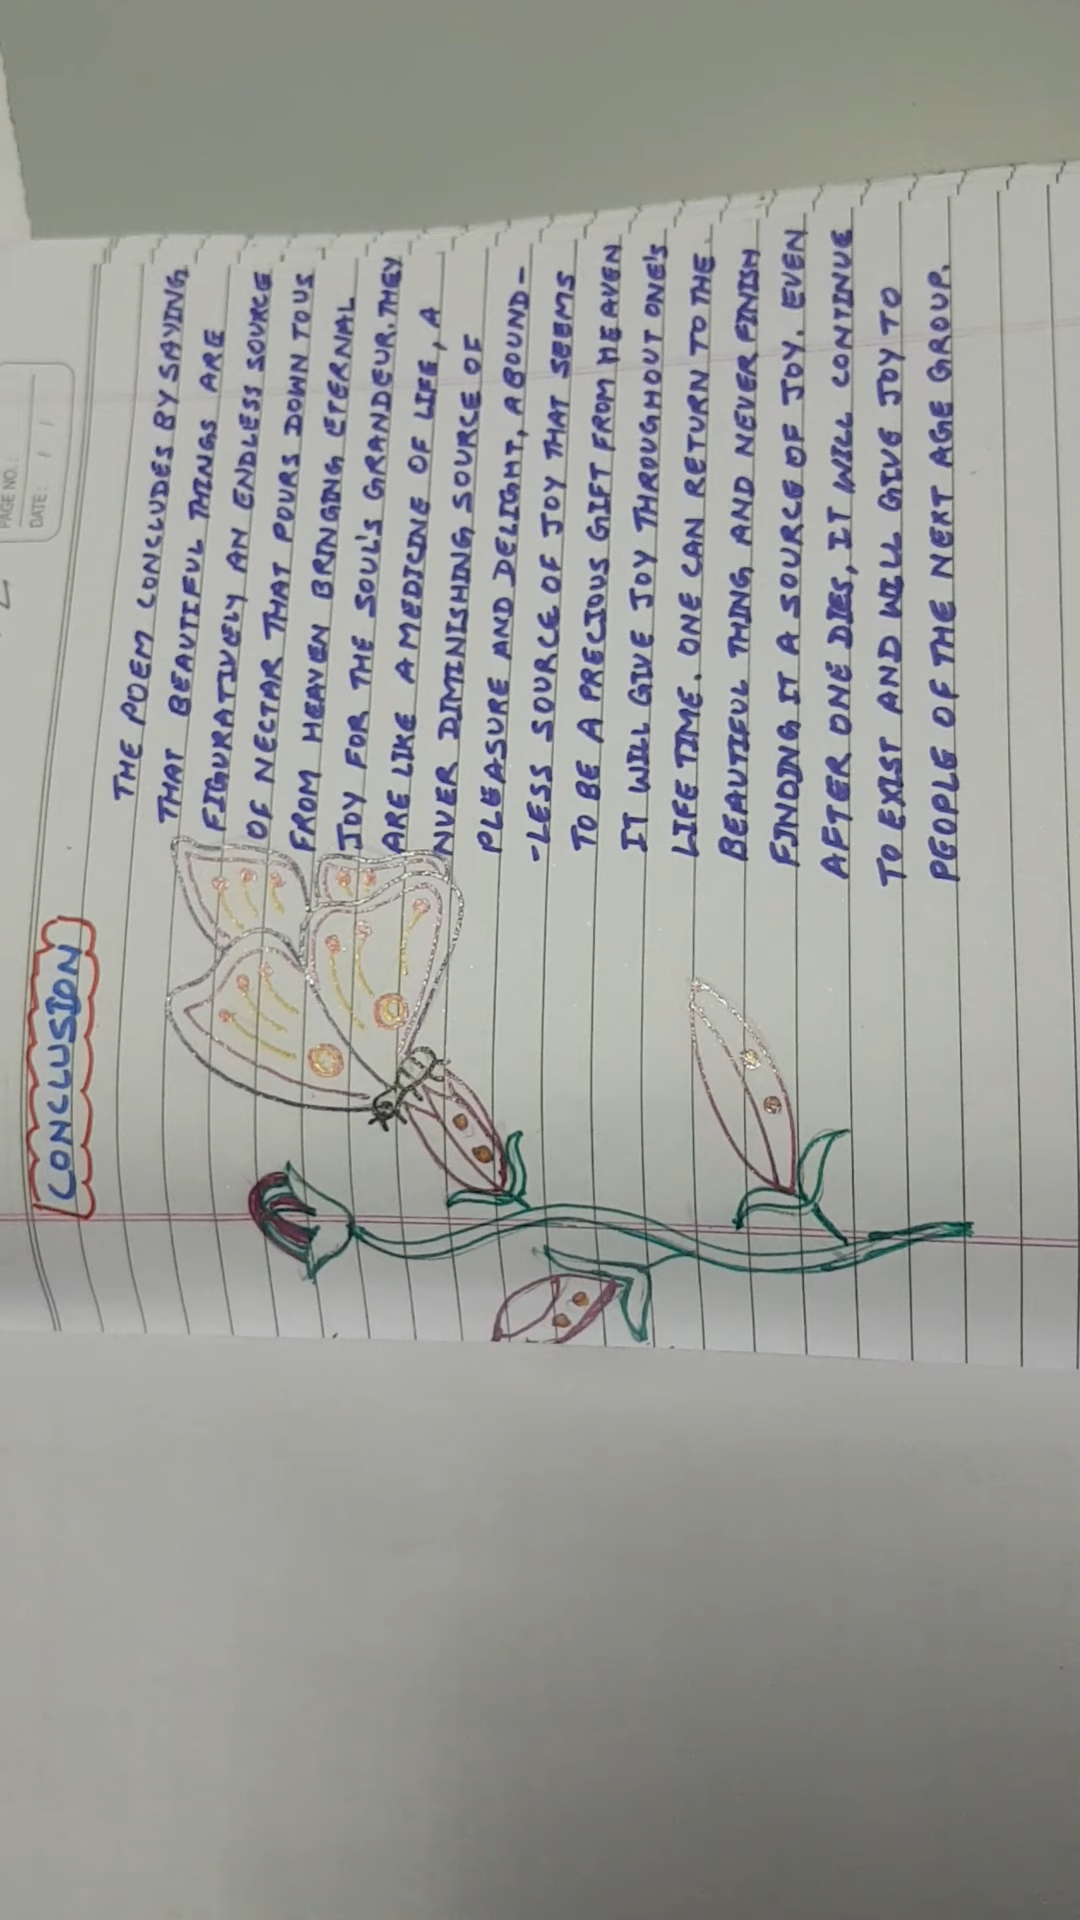 PAGE NO.:
DATE: / /
CONCLUSION
THE POEM CONCLUDES BY SAYING
THAT BEAUTIFUL THINGS ARE
FIGURATIVELY AN ENDLESS SOURCE
OF NECTAR THAT POURS DOWN TO US
FROM HEAVEN BRINGING ETERNAL
JOY FOR THE SOUL'S GRANDEUR. THEY
ARE LIKE A MEDICINE OF LIFE, A
NVER DIMINISHING SOURCE OF
PLEASURE AND DELIGHT, A BOUND-
-LESS SOURCE OF JOY THAT SEEMS
TO BE A PRECIOUS GIFT FROM HEAVEN
IT WILL GIVE JOY THROUGHOUT ONE'S
LIFE TIME. ONE CAN RETURN TO THE
BEAUTIFUL THING, AND NEVER FINISH
FINDING IT A SOURCE OF JOY. EVEN
AFTER ONE DIES, IT WILL CONTINUE
TO EXIST AND WILL GIVE JOY TO
PEOPLE OF THE NEXT AGE GROUP.